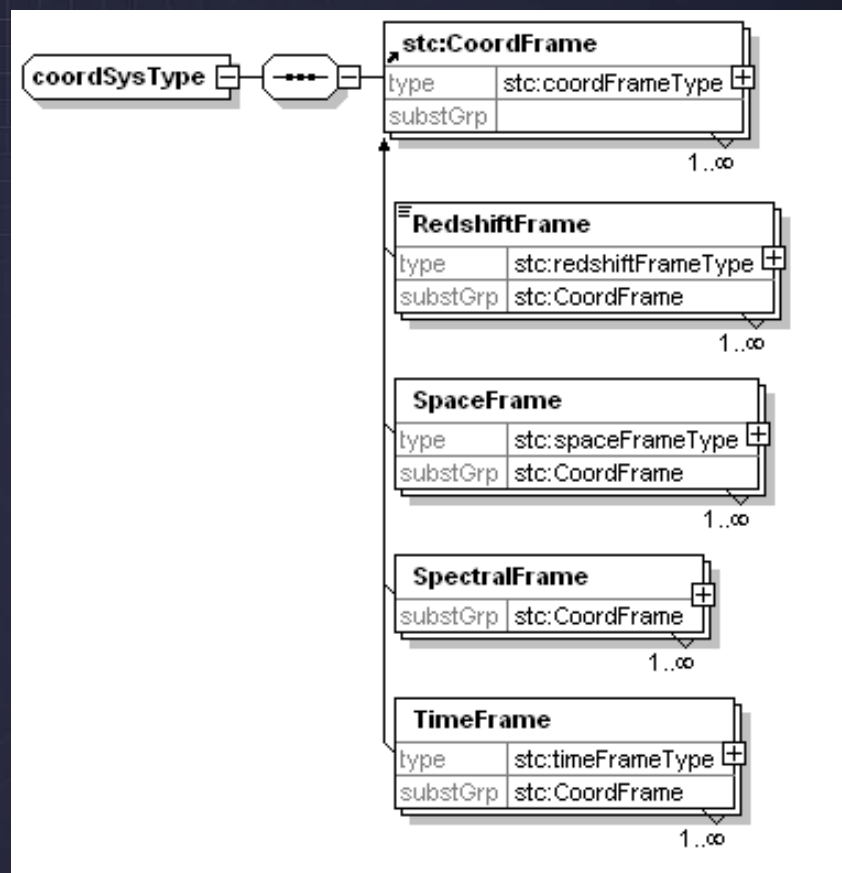 coordSysType
stc:CoordFrame
type stc:coordFrameType
substGrp
1..∞
RedshiftFrame
type stc:redshiftFrameType
substGrp stc:CoordFrame
1..∞
SpaceFrame
type stc:spaceFrameType
substGrp stc:CoordFrame
1..∞
SpectralFrame
substGrp stc:CoordFrame
1..∞
TimeFrame
type stc:timeFrameType
substGrp stc:CoordFrame
1..∞